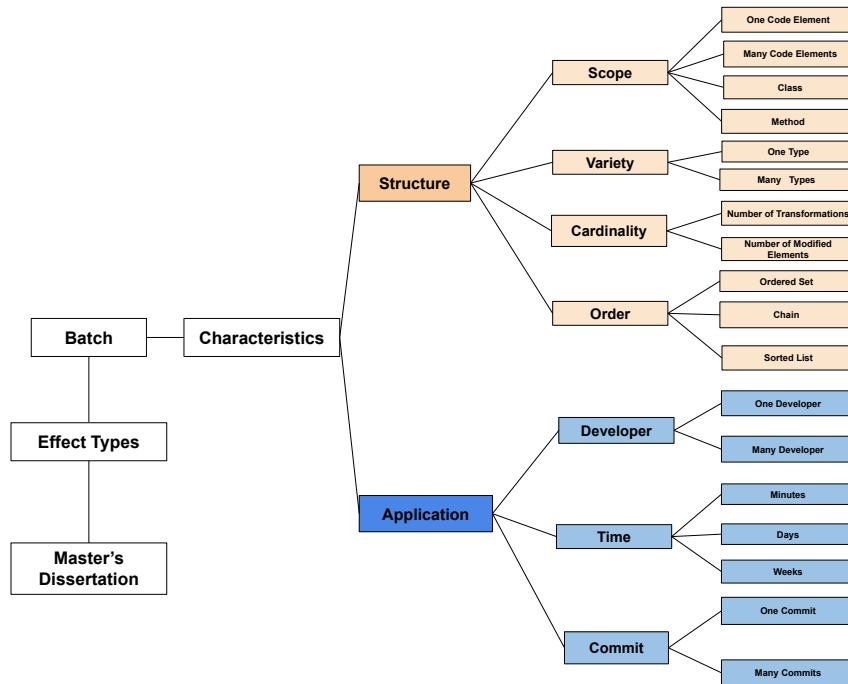 One Code Element
Many Code Elements
Scope
Class
Method
One Type
Variety
Many Types
Structure
Number of Transformations
Cardinality
Number of Modified
Elements
Ordered Set
Order
Chain
Sorted List
Batch
Characteristics
Effect Types
Master's
Dissertation
One Developer
Developer
Many Developer
Application
Minutes
Time
Days
Weeks
One Commit
Commit
Many Commits